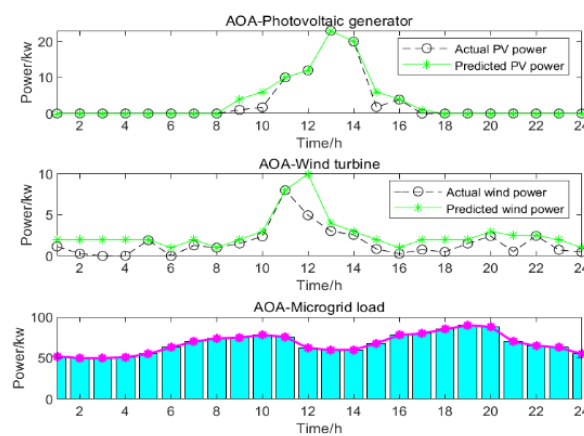 AOA-Photovoltaic generator
Power/kw
20
10
0
Actual PV power
Predicted PV power
2 4 6 8 10 12 14 16 18 20 22 24
Time/h
AOA-Wind turbine
Power/kw
10
5
0
Actual wind power
Predicted wind power
2 4 6 8 10 12 14 16 18 20 22 24
Time/h
AOA-Microgrid load
Power/kw
100
50
0
2 4 6 8 10 12 14 16 18 20 22 24
Time/h